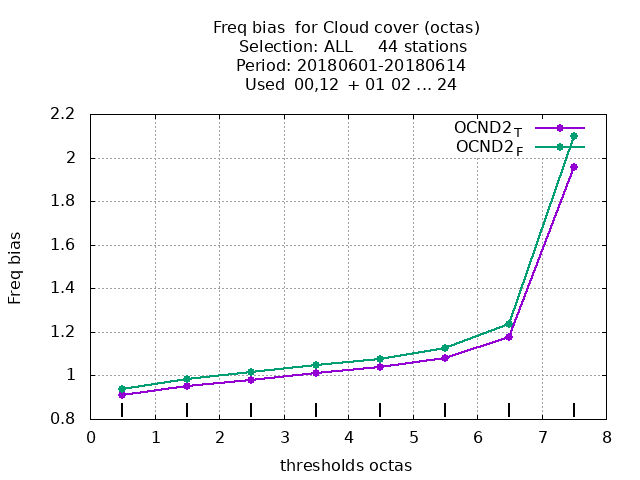 Freq bias  for Cloud cover (octas)
Selection: ALL     44 stations
Period: 20180601-20180614
Used  00,12  + 01 02 ... 24
OCND2_T
OCND2_F
2.2
2
1.8
1.6
1.4
1.2
1
0.8
Freq bias
0 1 2 3 4 5 6 7 8
thresholds octas